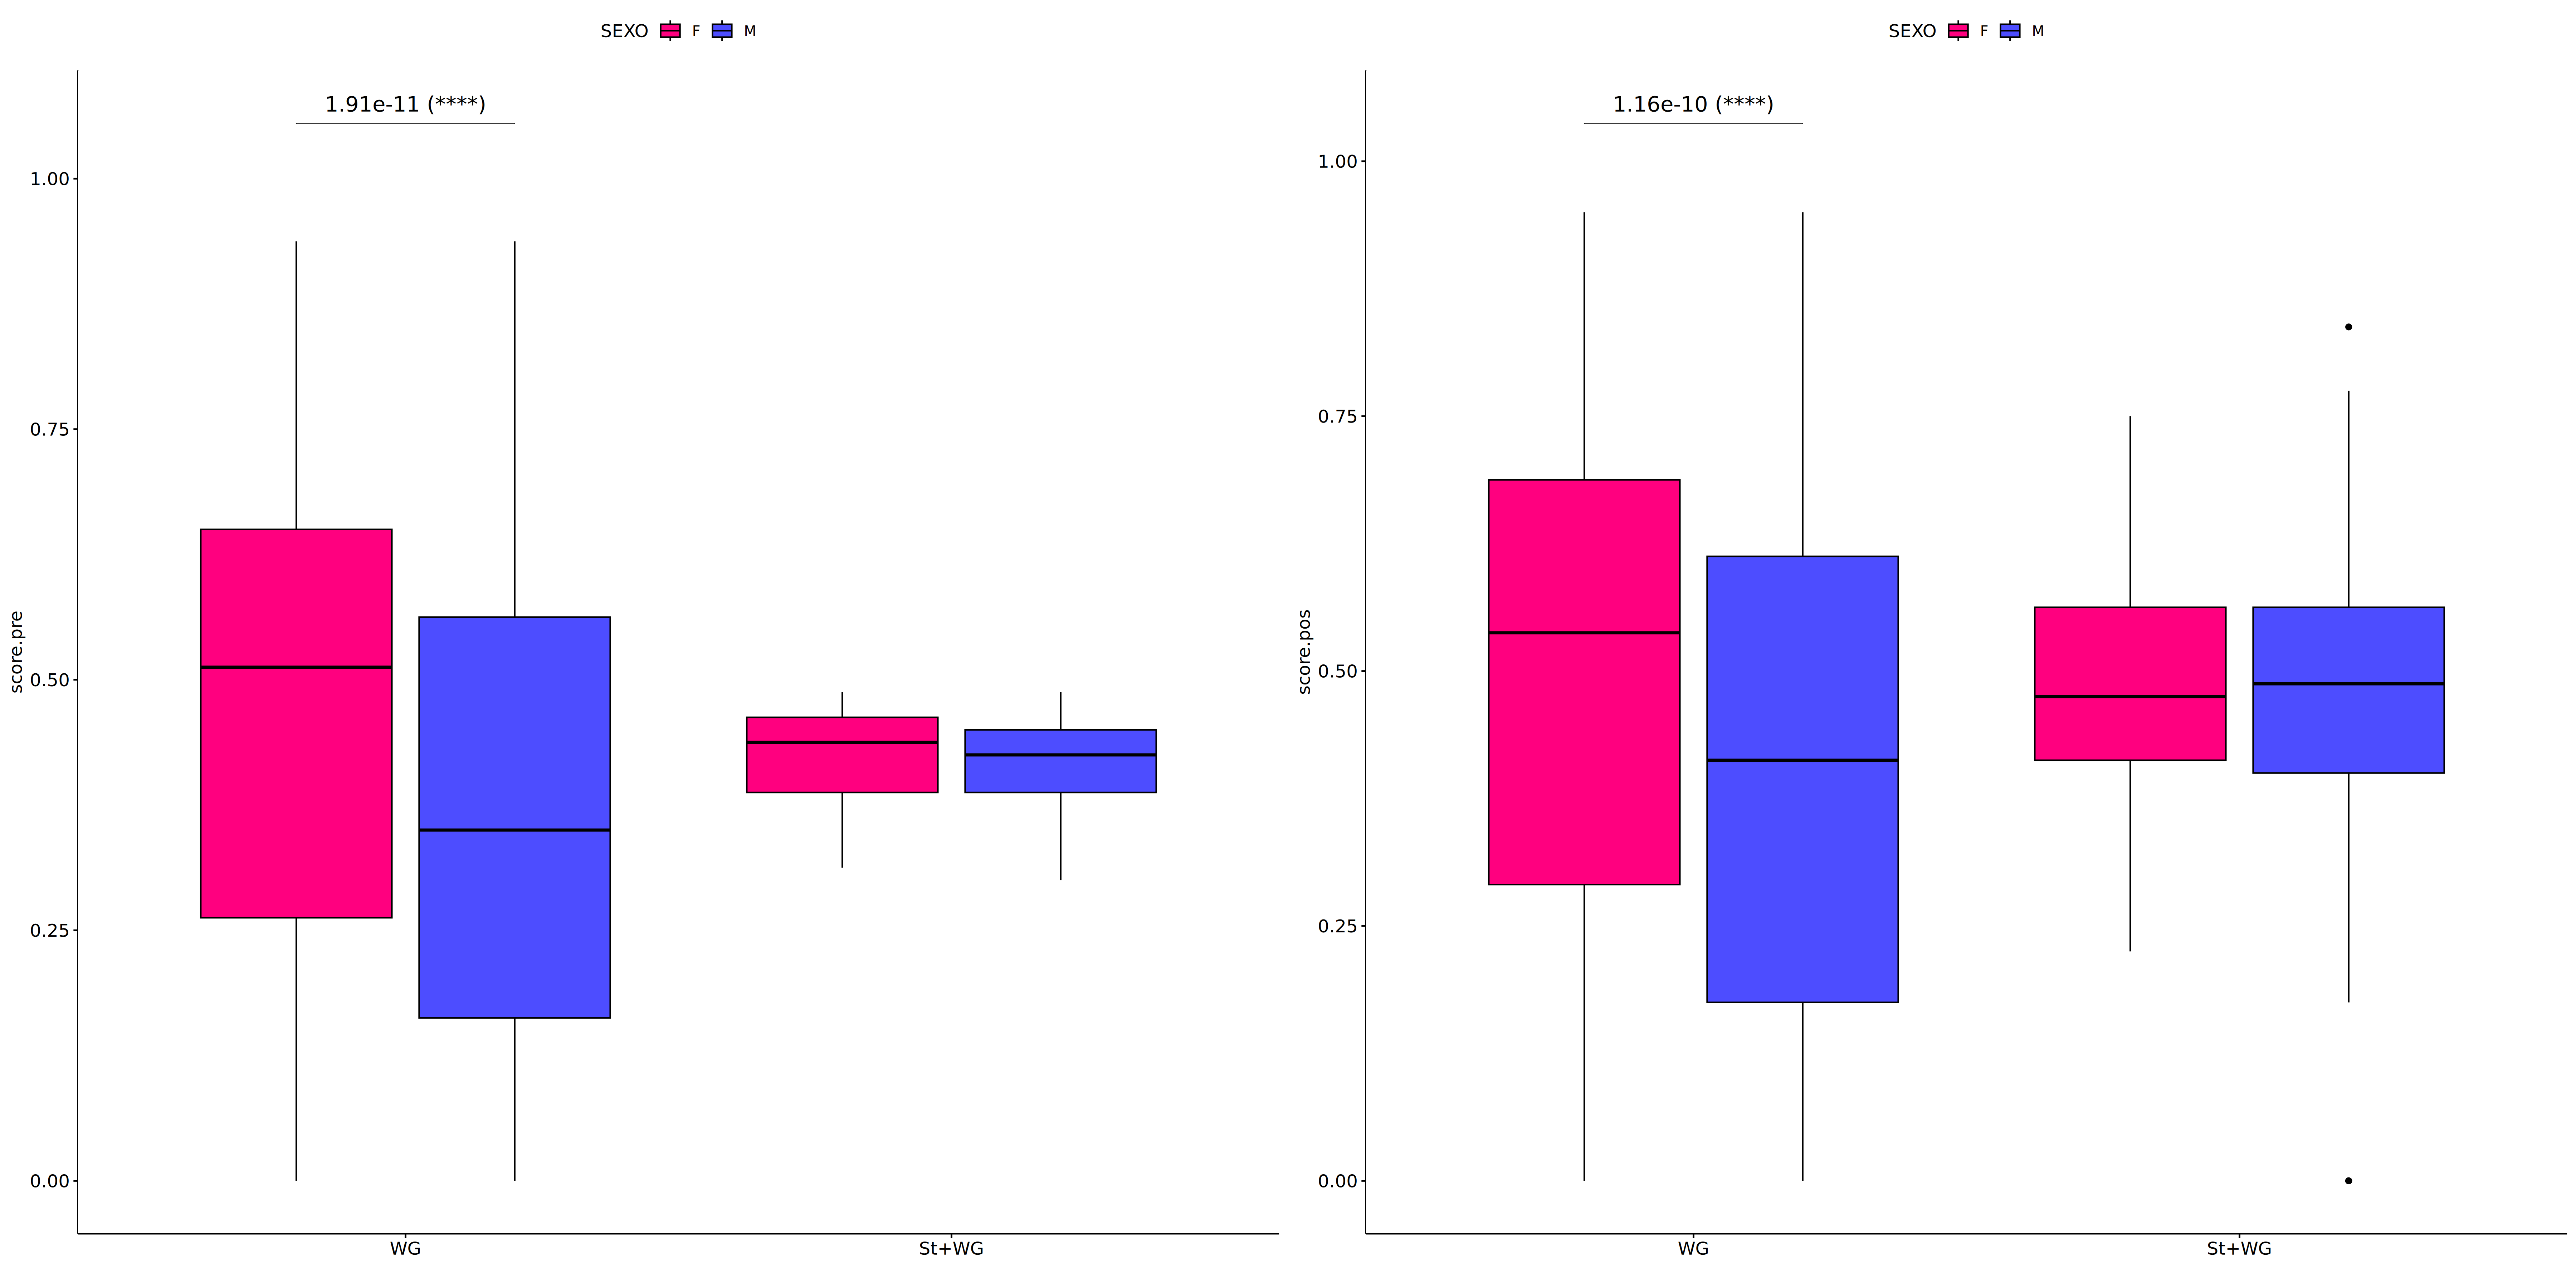 SEXO F M
1.91e-11 (****)
1.00
0.75
0.50
0.25
0.00
score.pre
WG St+WG
SEXO F M
1.16e-10 (****)
1.00
0.75
0.50
0.25
0.00
score.pos
WG St+WG